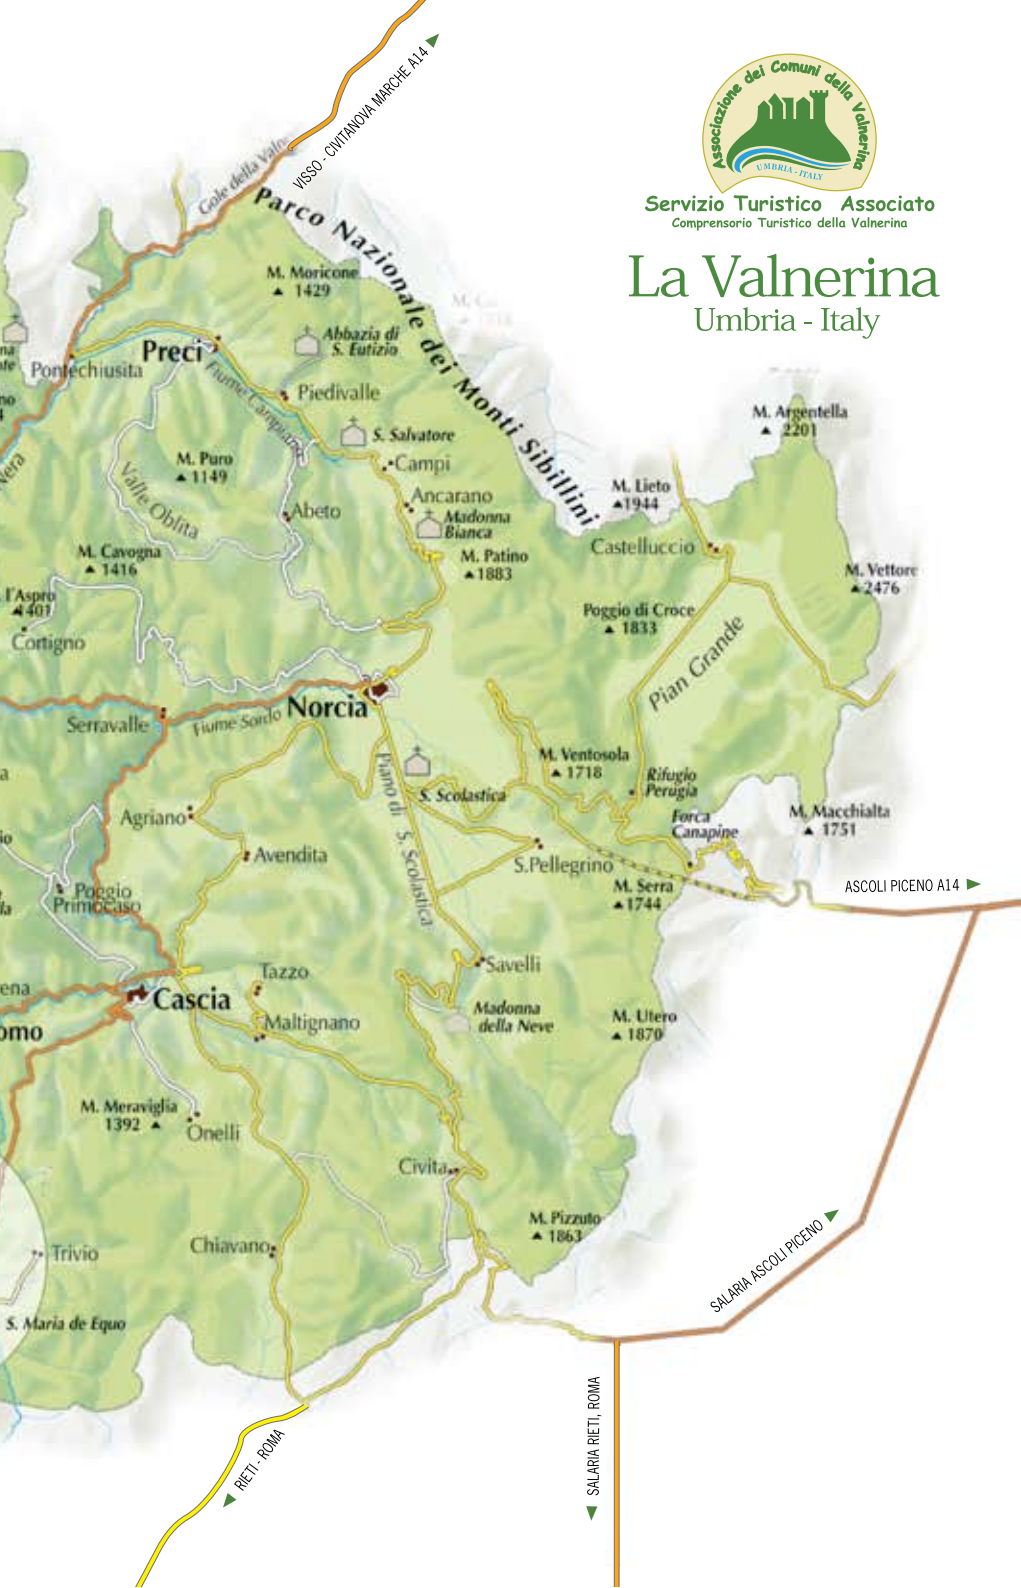 VISSO - CIVITANOVA MARCHE A14
Associazione dei Comuni della Valnerina
UMBRIA - ITALY
Servizio Turistico Associato
Comprensorio Turistico della Valnerina
La Valnerina
Umbria - Italy
Gole della Valn
Parco Nazionale dei Monti Sibillini
M. Moricone
1429
Abbazia di
S. Eutizio
Preci
Pontechiusita
Fiume Campiano
Piedivalle
M. Argentella
2201
S. Salvatore
Campi
M. Puro
1149
Valle Oblita
M. Lieto
1944
Ancarano
Abeto
Madonna
Bianca
Castelluccio
M. Cavogna
1416
M. Patino
1883
M. Vettore
2476
l'Aspro
1401
Cortigno
Poggio di Croce
1833
Pian Grande
Norcia
Serravalle
Fiume Sordo
M. Ventosola
1718
Rifugio
Perugia
Piano di S. Scolastica
S. Scolastica
Forca
Canapine
M. Macchialta
1751
Agriano
Avendita
S.Pellegrino
M. Serra
1744
ASCOLI PICENO A14
Poggio
Primocaso
Savelli
Tazzo
Cascia
Maltignano
Madonna
della Neve
M. Utero
1870
ena
omo
M. Meraviglia
1392
Onelli
Civita
M. Pizzuto
1863
Chiavano
Trivio
S. Maria de Equo
SALARIA ASCOLI PICENO
SALARIA RIETI, ROMA
RIETI - ROMA